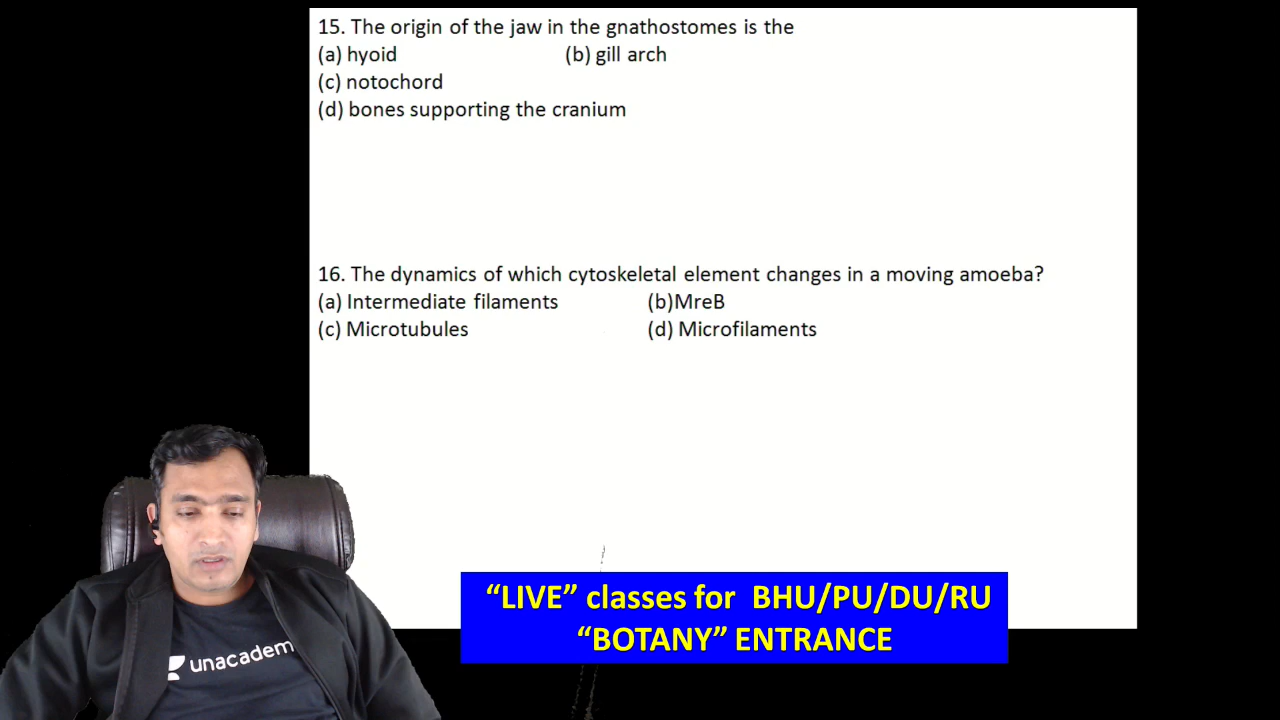 15. The origin of the jaw in the gnathostomes is the
(a) hyoid (b) gill arch
(c) notochord
(d) bones supporting the cranium
16. The dynamics of which cytoskeletal element changes in a moving amoeba?
(a) Intermediate filaments (b)MreB
(c) Microtubules (d) Microfilaments
unacadem
“LIVE” classes for BHU/PU/DU/RU
“BOTANY” ENTRANCE